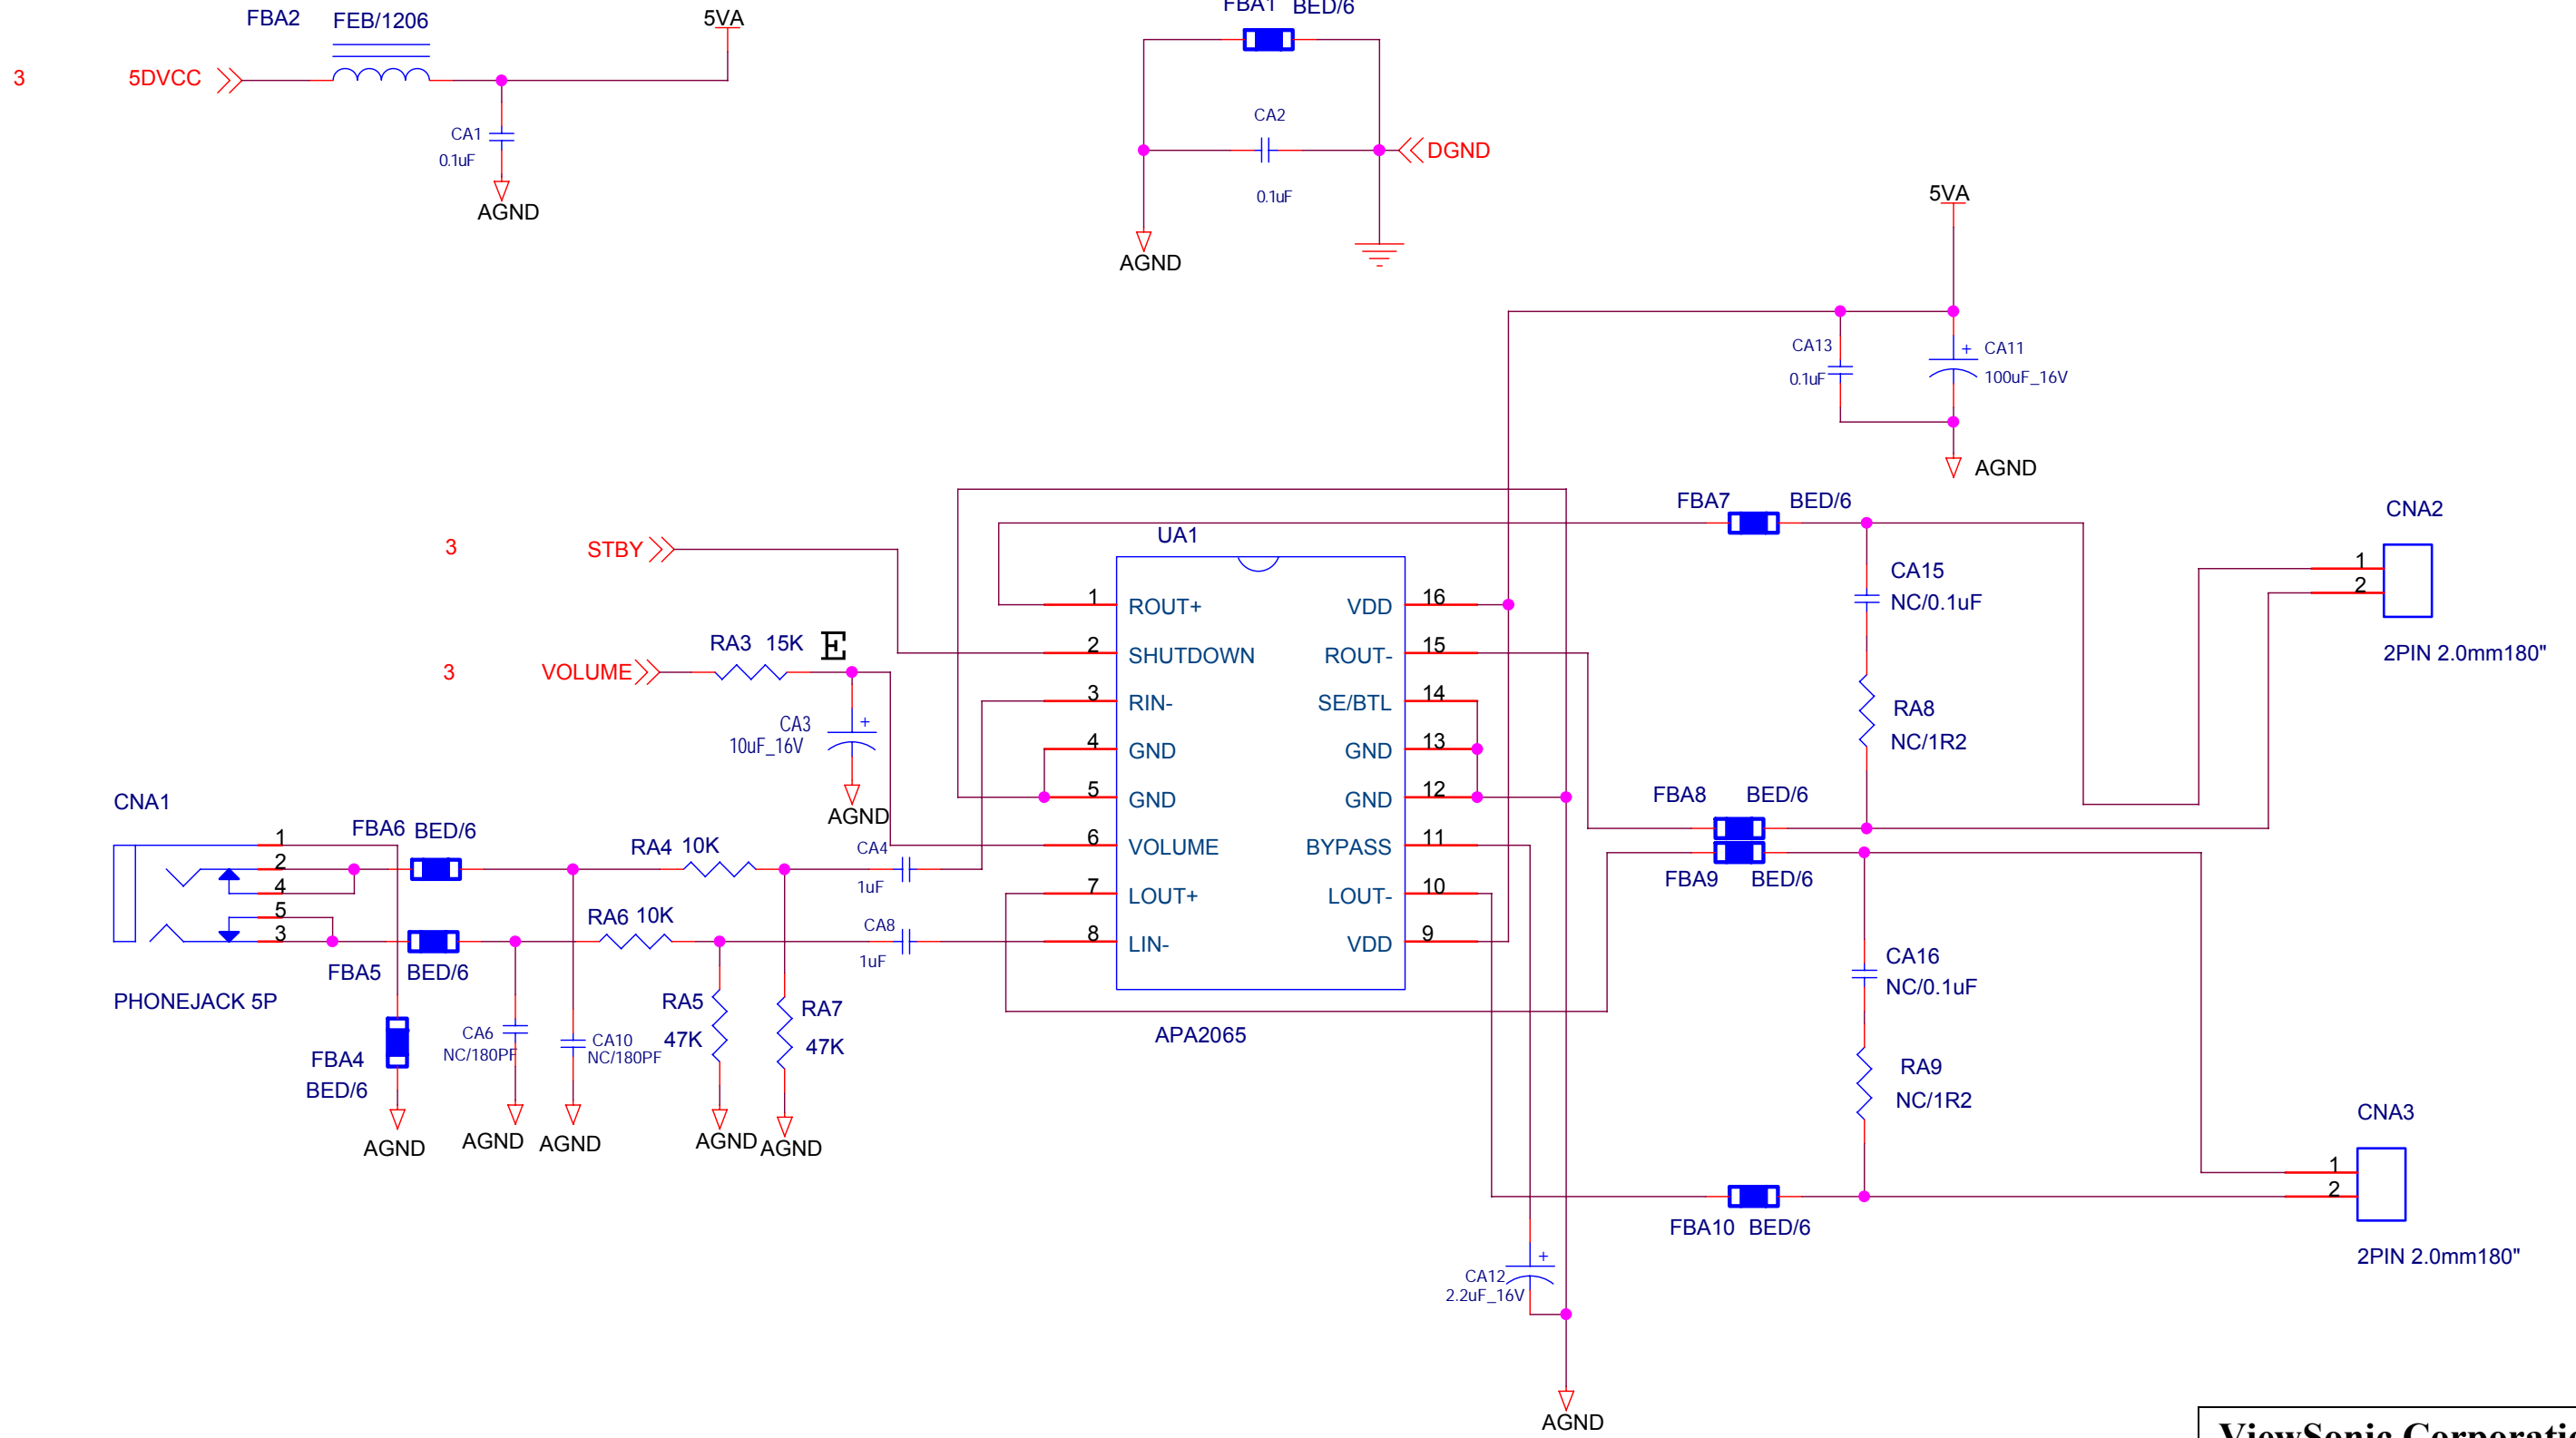 FBA2 FEB/1206
5VA
3 5DVCC
CA1
0.1uF
AGND
FBA1 BED/6
CA2
0.1uF
DGND
AGND
5VA
CA13
0.1uF
CA11
100uF_16V
AGND
3 STBY
3 VOLUME
RA3 15K E
CA3
10uF_16V
AGND
CNA1
1
2
4
5
3
PHONEJACK 5P
FBA6 BED/6
FBA5 BED/6
FBA4
BED/6
AGND
RA4 10K
RA6 10K
CA4
1uF
CA8
1uF
CA6
NC/180PF
CA10
NC/180PF
RA5
47K
RA7
47K
AGND
AGND
AGND
AGND
UA1
1 ROUT+ VDD 16
2 SHUTDOWN ROUT- 15
3 RIN- SE/BTL 14
4 GND GND 13
5 GND GND 12
6 VOLUME BYPASS 11
7 LOUT+ LOUT- 10
8 LIN- VDD 9
APA2065
FBA7 BED/6
CA15
NC/0.1uF
RA8
NC/1R2
FBA8 BED/6
FBA9 BED/6
CNA2
1
2
2PIN 2.0mm180"
CA16
NC/0.1uF
RA9
NC/1R2
FBA10 BED/6
CNA3
1
2
2PIN 2.0mm180"
CA12
2.2uF_16V
AGND
ViewSonic Corporatio